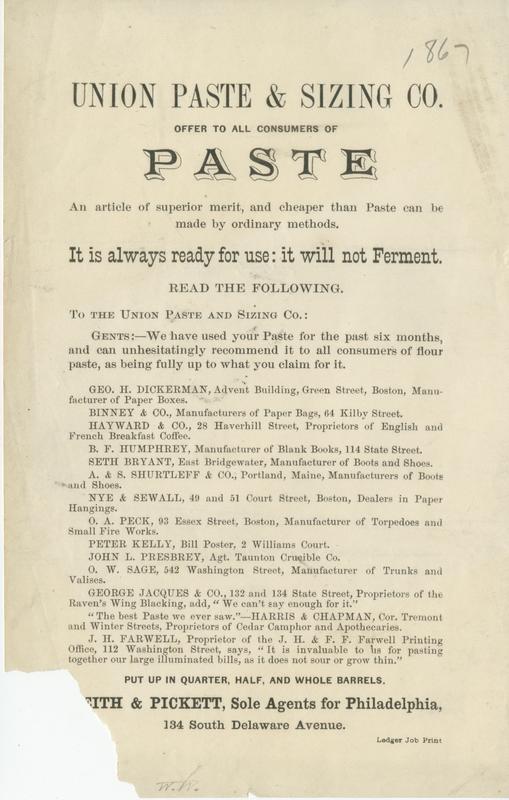 1867
UNION PASTE & SIZING CO.
OFFER TO ALL CONSUMERS OF
PASTE
An article of superior merit, and cheaper than Paste can be
made by ordinary methods.
It is always ready for use: it will not Ferment.
READ THE FOLLOWING.
To the Union Paste and Sizing Co.:
Gents:—We have used your Paste for the past six months,
and can unhesitatingly recommend it to all consumers of flour
paste, as being fully up to what you claim for it.
GEO. H. DICKERMAN, Advent Building, Green Street, Boston, Manu-
facturer of Paper Boxes.
BINNEY & CO., Manufacturers of Paper Bags, 64 Kilby Street.
HAYWARD & CO., 28 Haverhill Street, Proprietors of English and
French Breakfast Coffee.
B. F. HUMPHREY, Manufacturer of Blank Books, 114 State Street.
SETH BRYANT, East Bridgewater, Manufacturer of Boots and Shoes.
A. & S. SHURTLEFF & CO., Portland, Maine, Manufacturers of Boots
and Shoes.
NYE & SEWALL, 49 and 51 Court Street, Boston, Dealers in Paper
Hangings.
O. A. PECK, 93 Essex Street, Boston, Manufacturer of Torpedoes and
Small Fire Works.
PETER KELLY, Bill Poster, 2 Williams Court.
JOHN L. PRESBREY, Agt. Taunton Crucible Co.
O. W. SAGE, 542 Washington Street, Manufacturer of Trunks and
Valises.
GEORGE JACQUES & CO., 132 and 134 State Street, Proprietors of the
Raven's Wing Blacking, add, "We can't say enough for it."
"The best Paste we ever saw."—HARRIS & CHAPMAN, Cor. Tremont
and Winter Streets, Proprietors of Cedar Camphor and Apothecaries.
J. H. FARWELL, Proprietor of the J. H. & F. F. Farwell Printing
Office, 112 Washington Street, says, "It is invaluable to us for pasting
together our large illuminated bills, as it does not sour or grow thin."
PUT UP IN QUARTER, HALF, AND WHOLE BARRELS.
EITH & PICKETT, Sole Agents for Philadelphia,
134 South Delaware Avenue.
Ledger Job Print